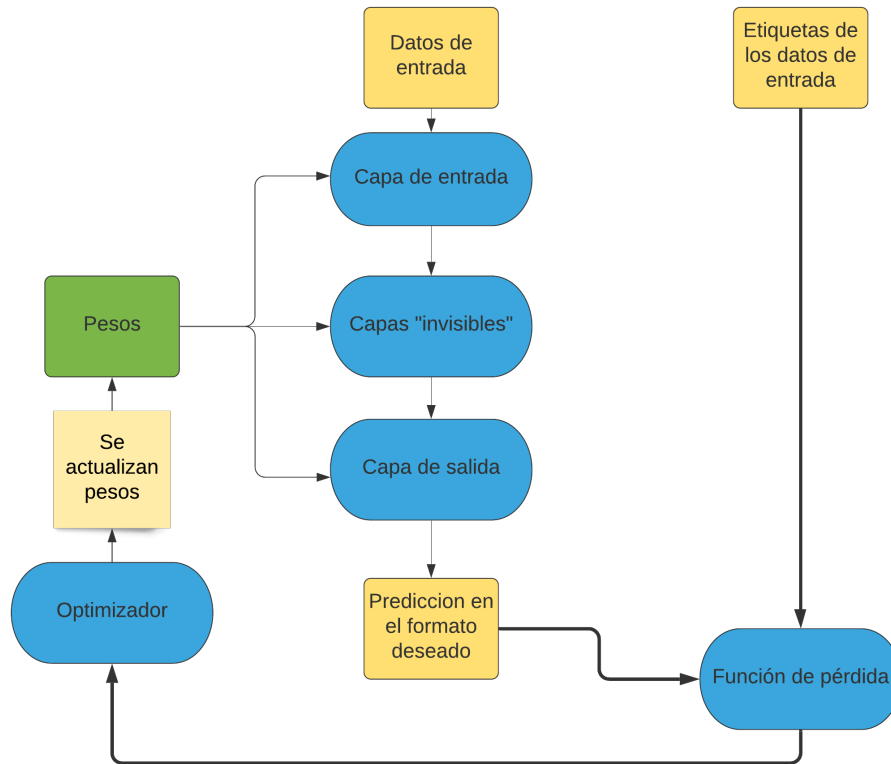 Datos de
entrada
Etiquetas de
los datos de
entrada
Capa de entrada
Pesos
Capas "invisibles"
Se
actualizan
pesos
Capa de salida
Optimizador
Prediccion en
el formato
deseado
Función de pérdida